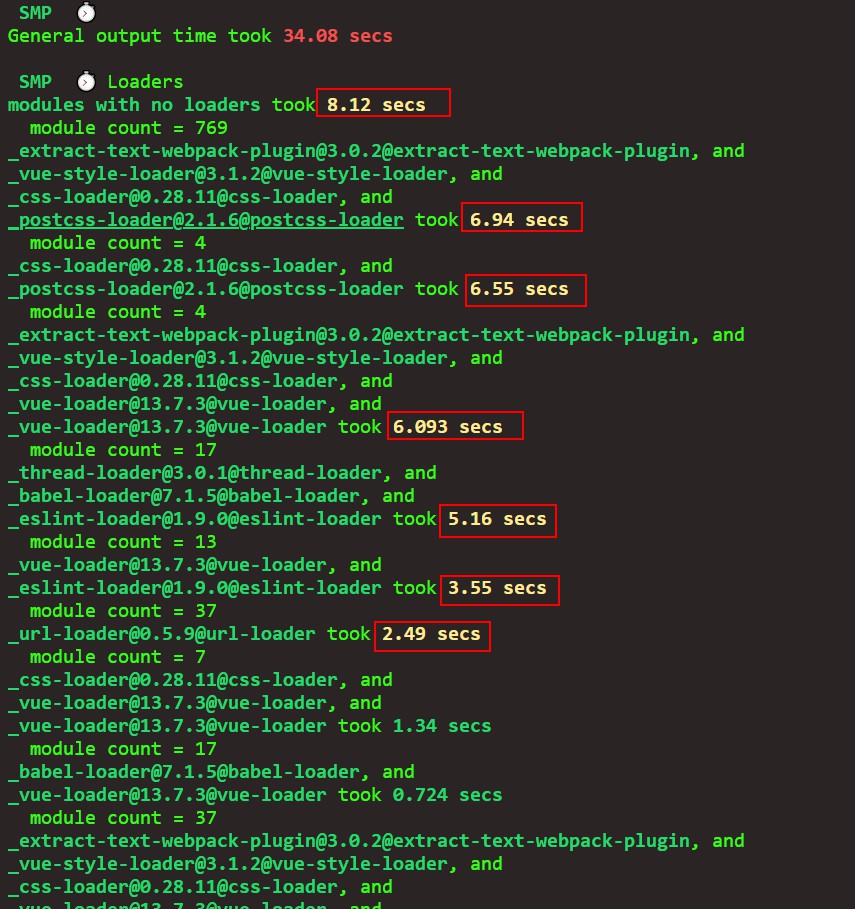 SMP ⏱
General output time took 34.08 secs
SMP ⏱ Loaders
modules with no loaders took 8.12 secs
module count = 769
_extract-text-webpack-plugin@3.0.2@extract-text-webpack-plugin, and
_vue-style-loader@3.1.2@vue-style-loader, and
_css-loader@0.28.11@css-loader, and
_postcss-loader@2.1.6@postcss-loader took 6.94 secs
module count = 4
_css-loader@0.28.11@css-loader, and
_postcss-loader@2.1.6@postcss-loader took 6.55 secs
module count = 4
_extract-text-webpack-plugin@3.0.2@extract-text-webpack-plugin, and
_vue-style-loader@3.1.2@vue-style-loader, and
_css-loader@0.28.11@css-loader, and
_vue-loader@13.7.3@vue-loader, and
_vue-loader@13.7.3@vue-loader took 6.093 secs
module count = 17
_thread-loader@3.0.1@thread-loader, and
_babel-loader@7.1.5@babel-loader, and
_eslint-loader@1.9.0@eslint-loader took 5.16 secs
module count = 13
_vue-loader@13.7.3@vue-loader, and
_eslint-loader@1.9.0@eslint-loader took 3.55 secs
module count = 37
_url-loader@0.5.9@url-loader took 2.49 secs
module count = 7
_css-loader@0.28.11@css-loader, and
_vue-loader@13.7.3@vue-loader, and
_vue-loader@13.7.3@vue-loader took 1.34 secs
module count = 17
_babel-loader@7.1.5@babel-loader, and
_vue-loader@13.7.3@vue-loader took 0.724 secs
module count = 37
_extract-text-webpack-plugin@3.0.2@extract-text-webpack-plugin, and
_vue-style-loader@3.1.2@vue-style-loader, and
_css-loader@0.28.11@css-loader, and
_vue-loader@13.7.3@vue-loader, and